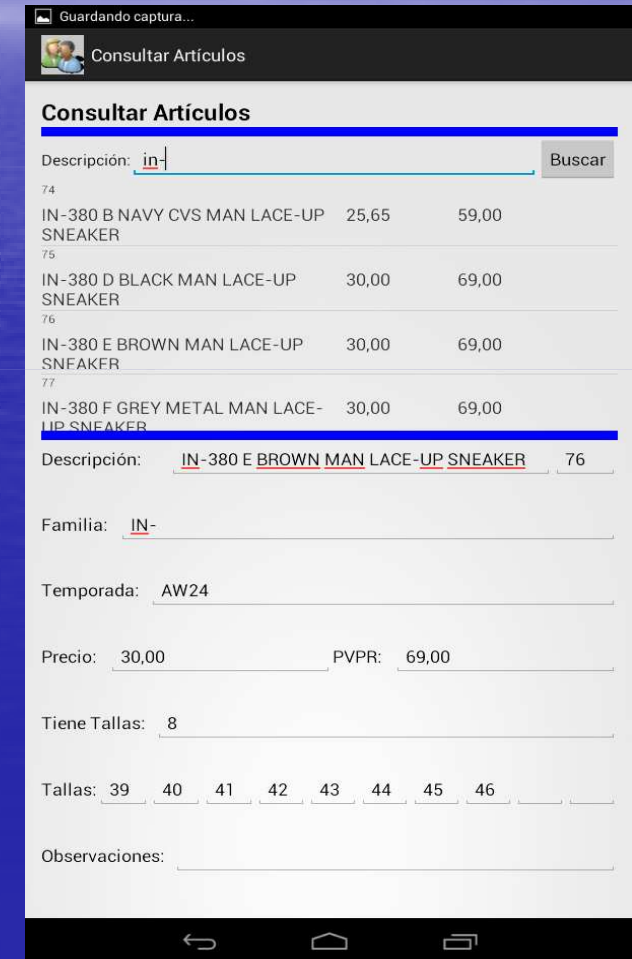 Guardando captura...
Consultar Artículos
Consultar Artículos
Descripción: in- Buscar
74
IN-380 B NAVY CVS MAN LACE-UP 25,65 59,00
SNEAKER
75
IN-380 D BLACK MAN LACE-UP 30,00 69,00
SNEAKER
76
IN-380 E BROWN MAN LACE-UP 30,00 69,00
SNEAKER
77
IN-380 F GREY METAL MAN LACE- 30,00 69,00
UP SNEAKER
Descripción: IN-380 E BROWN MAN LACE-UP SNEAKER 76
Familia: IN-
Temporada: AW24
Precio: 30,00 PVPR: 69,00
Tiene Tallas: 8
Tallas: 39 40 41 42 43 44 45 46
Observaciones: